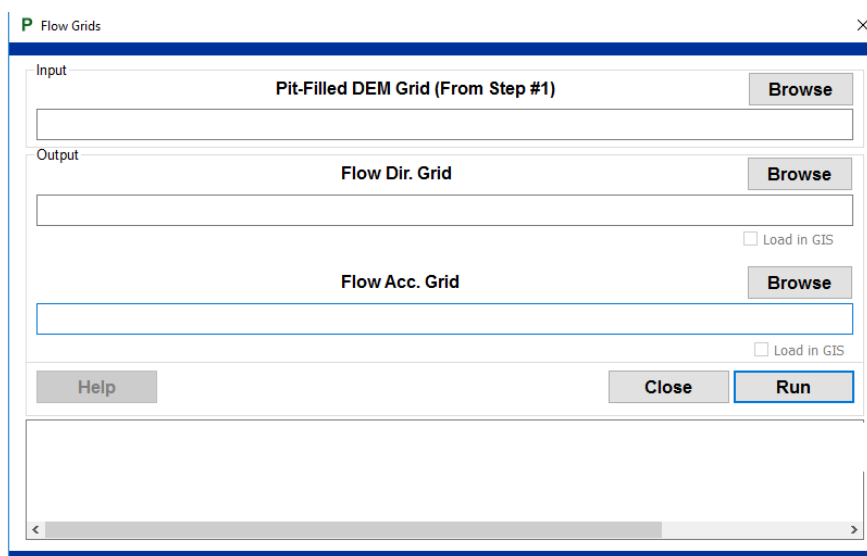 P Flow Grids
Input
Pit-Filled DEM Grid (From Step #1)
Browse
Output
Flow Dir. Grid
Browse
Load in GIS
Flow Acc. Grid
Browse
Load in GIS
Help
Close
Run